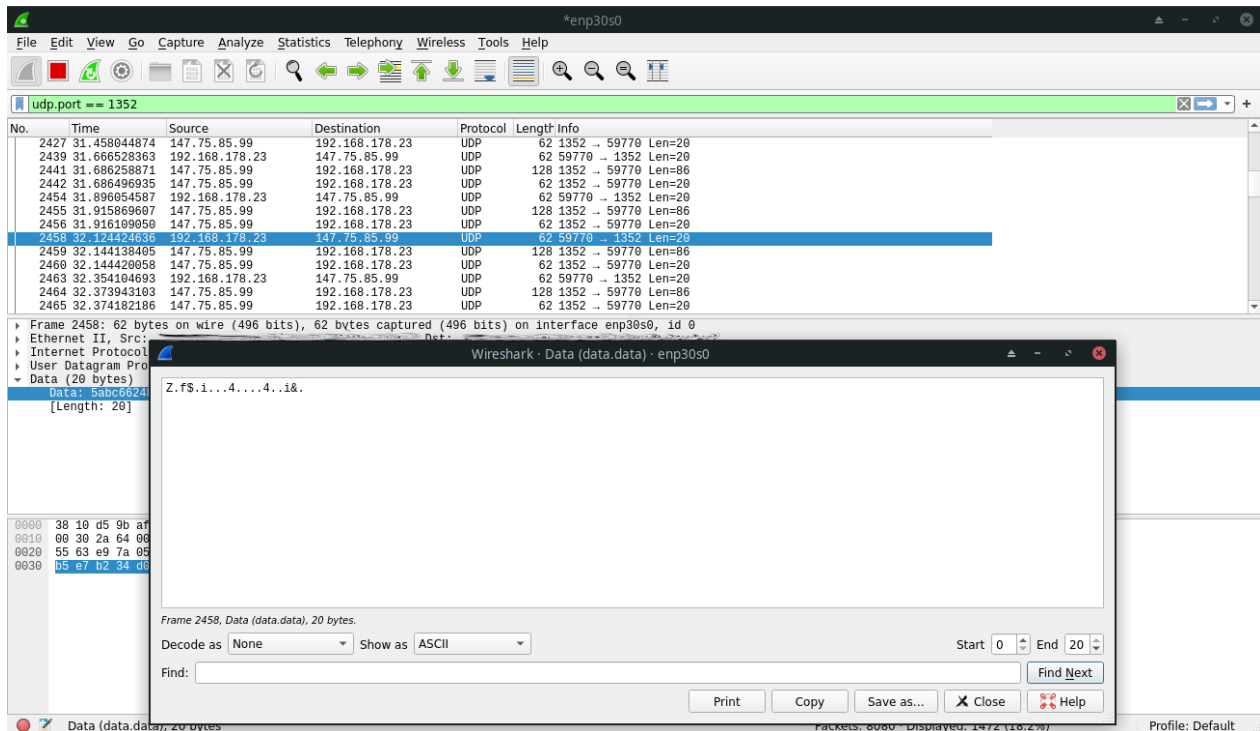 *enp30s0
File Edit View Go Capture Analyze Statistics Telephony Wireless Tools Help
udp.port == 1352
No. Time Source Destination Protocol Length Info
2427 31.458044874 147.75.85.99 192.168.178.23 UDP 62 1352 → 59770 Len=20
2439 31.666528363 192.168.178.23 147.75.85.99 UDP 62 59770 → 1352 Len=20
2441 31.686258871 147.75.85.99 192.168.178.23 UDP 128 1352 → 59770 Len=86
2442 31.686496935 147.75.85.99 192.168.178.23 UDP 62 1352 → 59770 Len=20
2454 31.896054587 192.168.178.23 147.75.85.99 UDP 62 59770 → 1352 Len=20
2455 31.915869607 147.75.85.99 192.168.178.23 UDP 128 1352 → 59770 Len=86
2456 31.916109050 147.75.85.99 192.168.178.23 UDP 62 1352 → 59770 Len=20
2458 32.124424636 192.168.178.23 147.75.85.99 UDP 62 59770 → 1352 Len=20
2459 32.144138405 147.75.85.99 192.168.178.23 UDP 128 1352 → 59770 Len=86
2460 32.144420058 147.75.85.99 192.168.178.23 UDP 62 1352 → 59770 Len=20
2463 32.354104693 192.168.178.23 147.75.85.99 UDP 62 59770 → 1352 Len=20
2464 32.373943103 147.75.85.99 192.168.178.23 UDP 128 1352 → 59770 Len=86
2465 32.374182186 147.75.85.99 192.168.178.23 UDP 62 1352 → 59770 Len=20
Frame 2458: 62 bytes on wire (496 bits), 62 bytes captured (496 bits) on interface enp30s0, id 0
Ethernet II, Src: Dst:
Internet Protocol
User Datagram Pro
Data (20 bytes)
Data: 5abc6624
[Length: 20]
0000 38 10 d5 9b af
0010 00 30 2a 64 00
0020 55 63 e9 7a 05
0030 b5 e7 b2 34 d0
Wireshark · Data (data.data) · enp30s0
Z.f$.i...4....4..i&.
Frame 2458, Data (data.data), 20 bytes.
Decode as None Show as ASCII Start 0 End 20
Find: Find Next
Print Copy Save as... Close Help
Data (data.data), 20 bytes Packets: 8080 · Displayed: 1472 (18.2%) Profile: Default